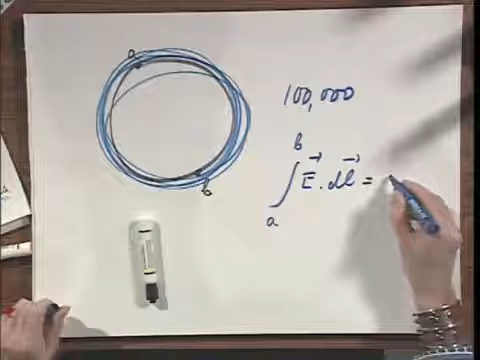 a
b
100,000
b
∫ E⃗ . dl⃗ =
a